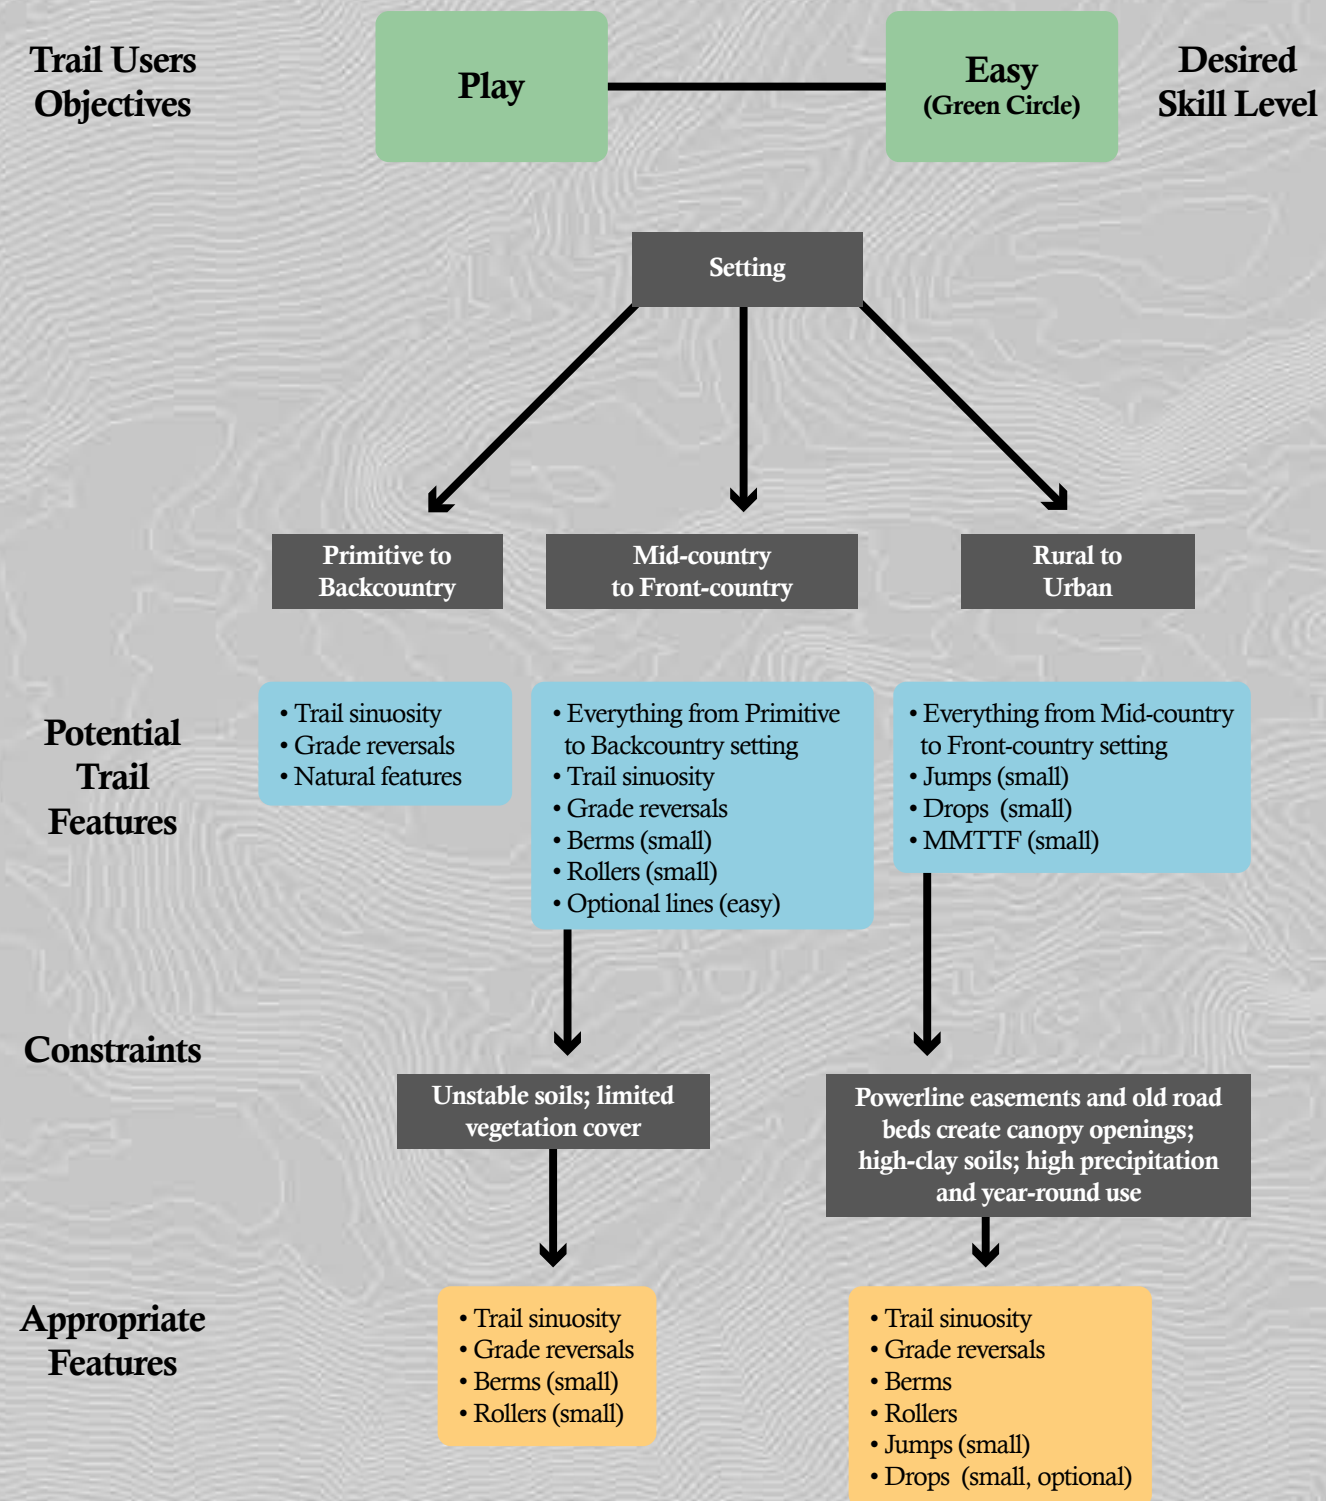 Trail Users
Objectives
Play
Easy
(Green Circle)
Desired
Skill Level
Setting
Primitive to
Backcountry
Mid-country
to Front-country
Rural to
Urban
Potential
Trail
Features
• Trail sinuosity
• Grade reversals
• Natural features
• Everything from Primitive
to Backcountry setting
• Trail sinuosity
• Grade reversals
• Berms (small)
• Rollers (small)
• Optional lines (easy)
• Everything from Mid-country
to Front-country setting
• Jumps (small)
• Drops (small)
• MMTTF (small)
Constraints
Unstable soils; limited
vegetation cover
Powerline easements and old road
beds create canopy openings;
high-clay soils; high precipitation
and year-round use
Appropriate
Features
• Trail sinuosity
• Grade reversals
• Berms (small)
• Rollers (small)
• Trail sinuosity
• Grade reversals
• Berms
• Rollers
• Jumps (small)
• Drops (small, optional)